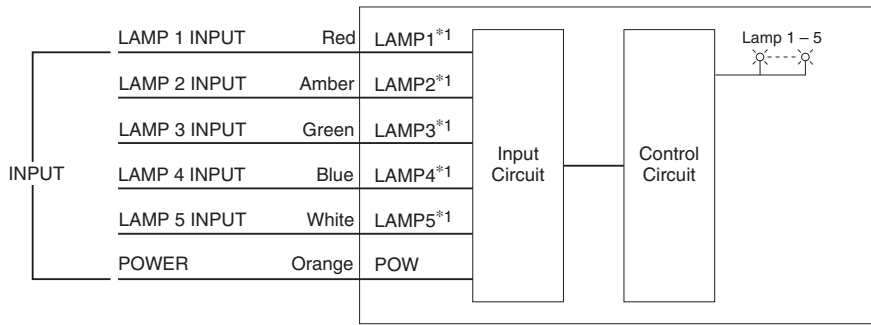 Lamp 1 – 5
LAMP 1 INPUT Red LAMP1*1
LAMP 2 INPUT Amber LAMP2*1
LAMP 3 INPUT Green LAMP3*1
Input Circuit
Control Circuit
INPUT
LAMP 4 INPUT Blue LAMP4*1
LAMP 5 INPUT White LAMP5*1
POWER Orange POW